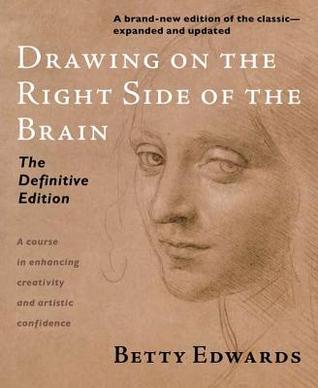 A brand-new edition of the classic—
expanded and updated
DRAWING ON THE
RIGHT SIDE OF THE
BRAIN
The
Definitive
Edition
A course
in enhancing
creativity
and artistic
confidence
BETTY EDWARDS